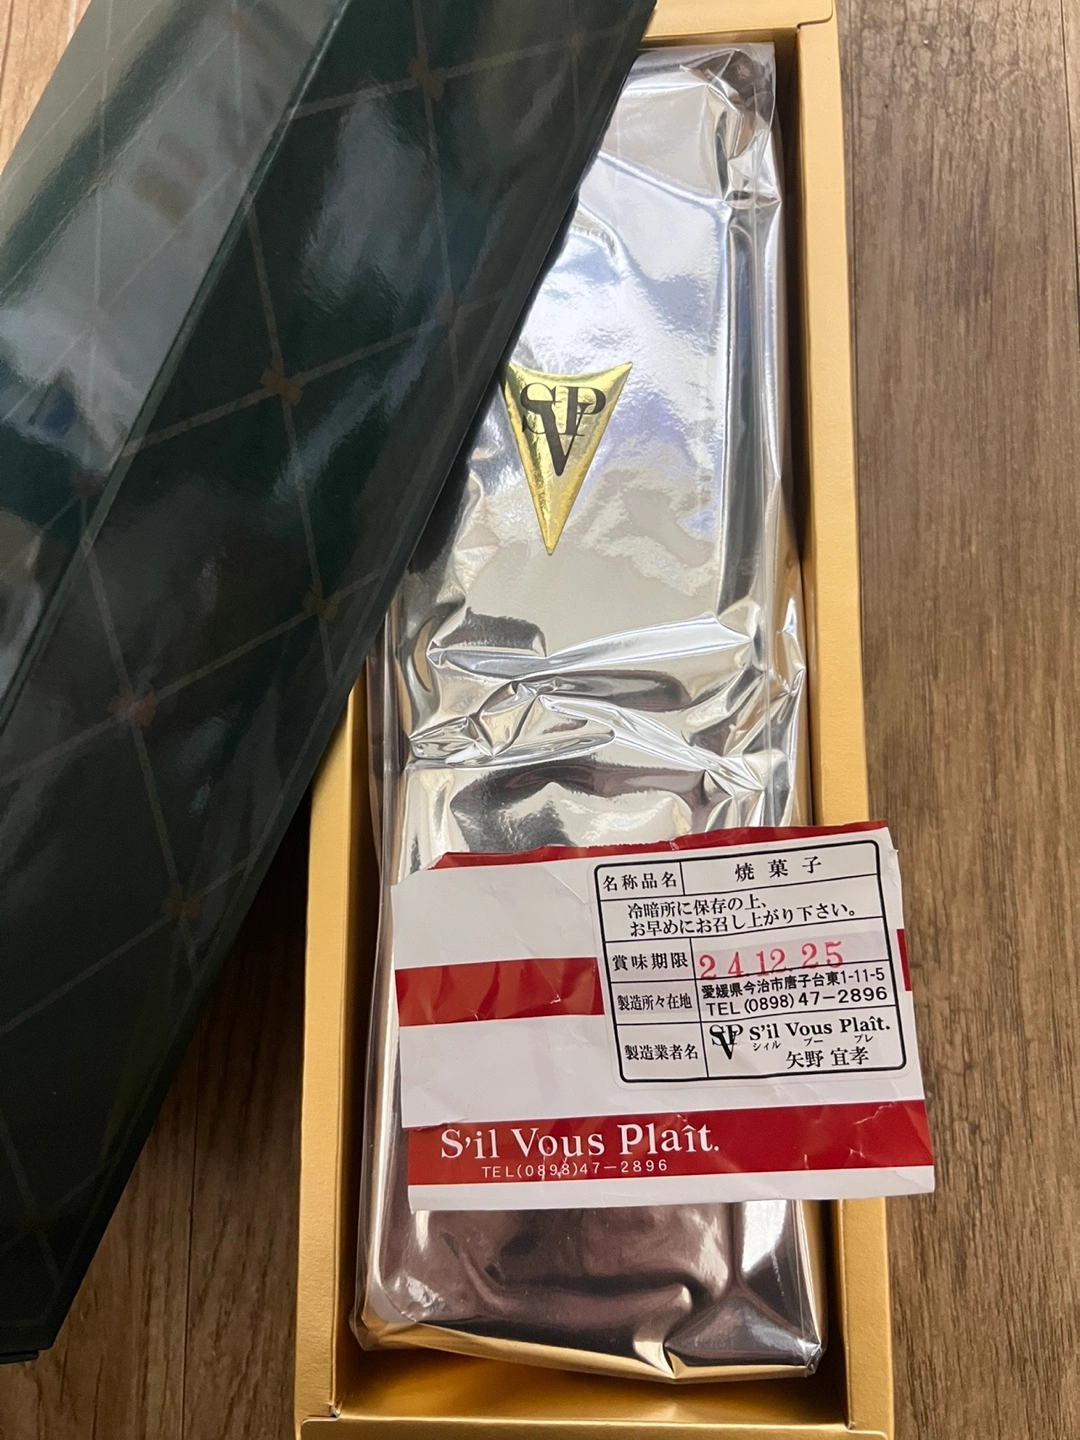 SVP
名称品名 焼菓子
冷暗所に保存の上、
お早めにお召し上がり下さい。
賞味期限 24.12.25
製造所々在地 愛媛県今治市唐子台東1-11-5
TEL (0898) 47-2896
製造業者名 SVP S'il Vous Plaît.
シィル ブー プレ
矢野 宜孝
S'il Vous Plaît.
TEL(0898)47-2896